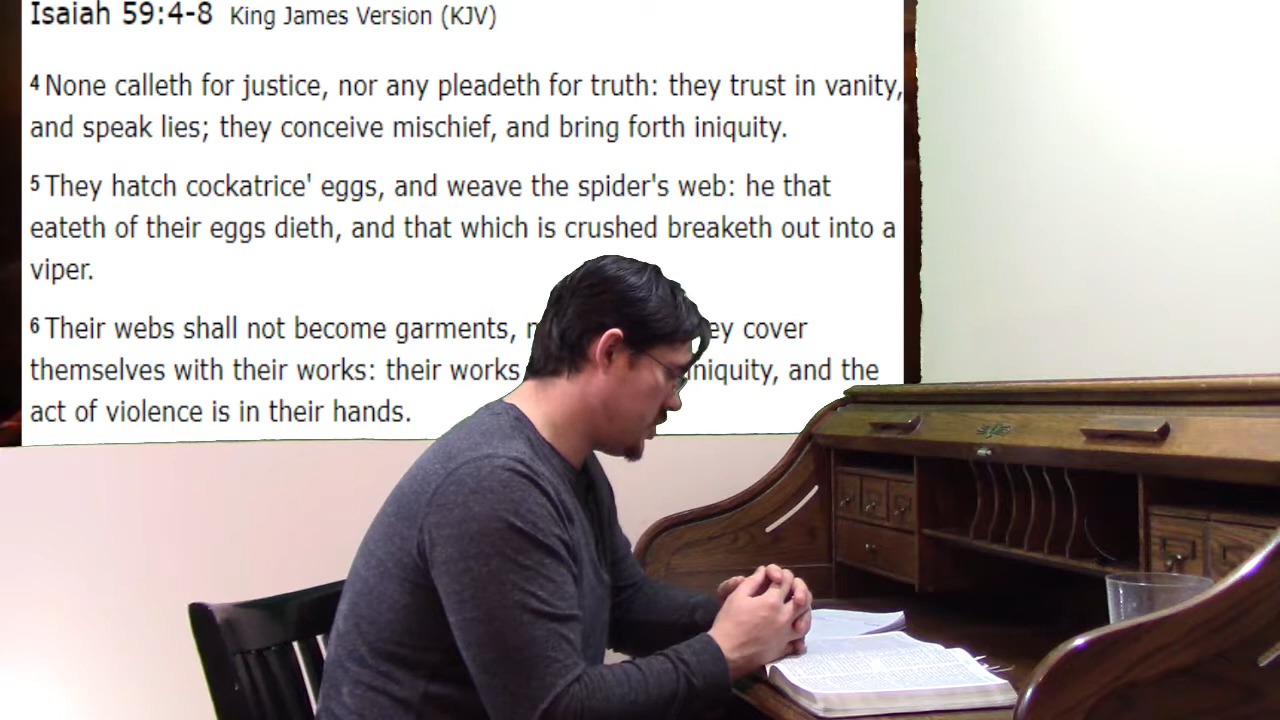 Isaiah 59:4-8 King James Version (KJV)
4 None calleth for justice, nor any pleadeth for truth: they trust in vanity,
and speak lies; they conceive mischief, and bring forth iniquity.
5 They hatch cockatrice' eggs, and weave the spider's web: he that
eateth of their eggs dieth, and that which is crushed breaketh out into a
viper.
6 Their webs shall not become garments, cover
themselves with their works: their works and the
act of violence is in their hands.